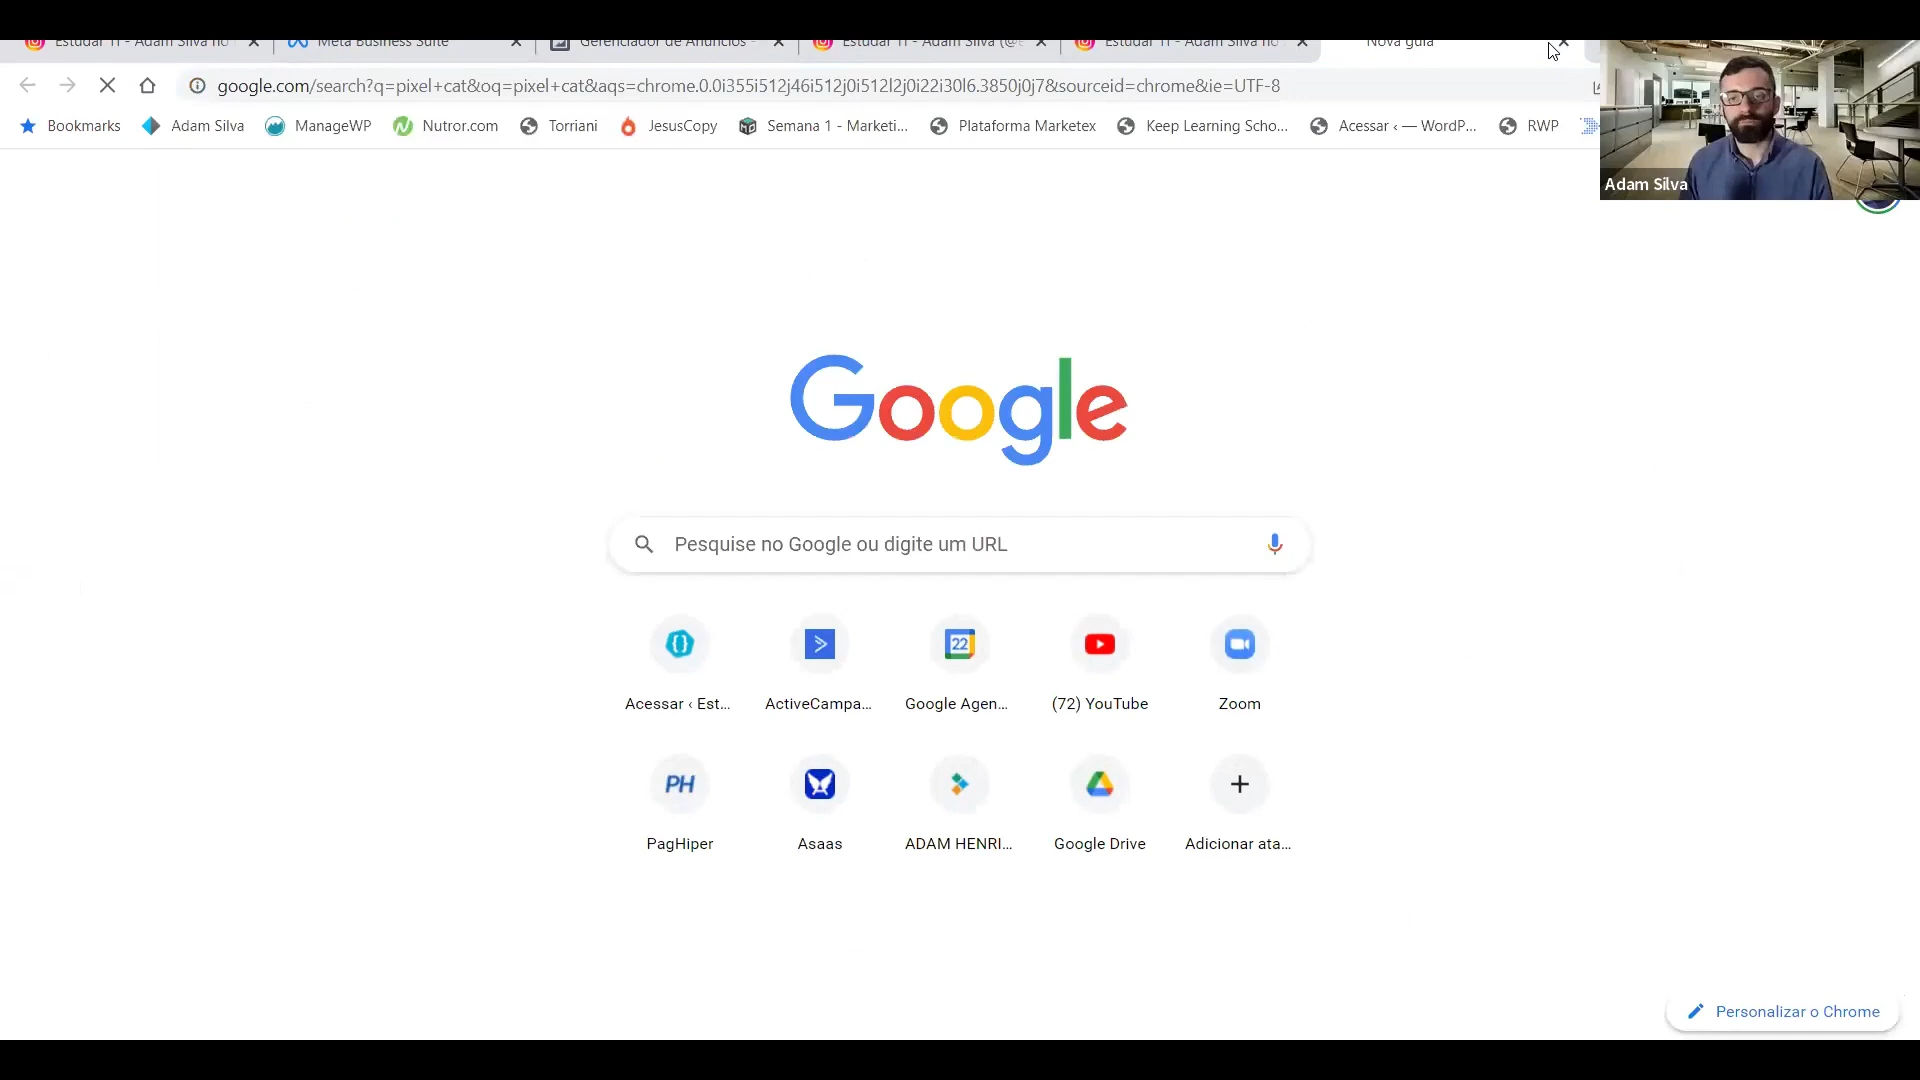 Estudar TI - Adam Silva no
Meta Business Suite
Gerenciador de Anúncios -
Estudar TI - Adam Silva (@e
Estudar TI - Adam Silva no
Nova guia
google.com/search?q=pixel+cat&oq=pixel+cat&aqs=chrome.0.0i355i512j46i512j0i512l2j0i22i30l6.3850j0j7&sourceid=chrome&ie=UTF-8
Bookmarks
Adam Silva
ManageWP
Nutror.com
Torriani
JesusCopy
Semana 1 - Marketi...
Plataforma Marketex
Keep Learning Scho...
Acessar ‹ — WordP...
RWP
Adam Silva
Google
Pesquise no Google ou digite um URL
22
Acessar ‹ Est...
ActiveCampa...
Google Agen...
(72) YouTube
Zoom
PH
PagHiper
Asaas
ADAM HENRI...
Google Drive
Adicionar ata...
Personalizar o Chrome